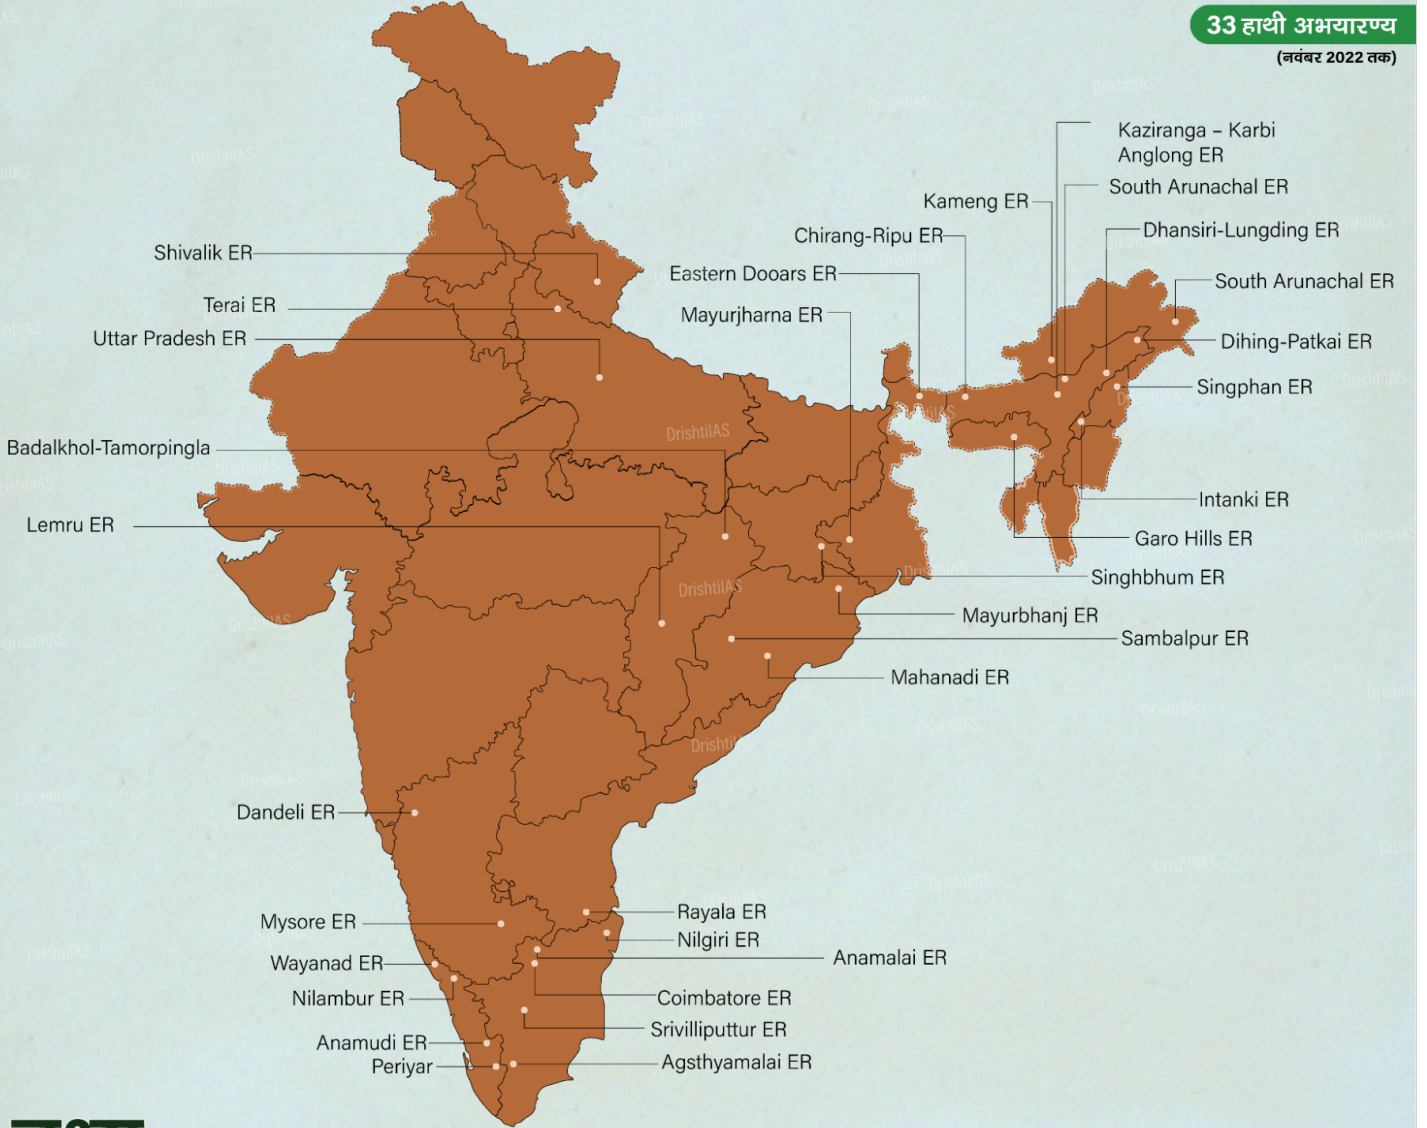 33 हाथी अभयारण्य
(नवंबर 2022 तक)
Kaziranga – Karbi
Anglong ER
South Arunachal ER
Kameng ER
Dhansiri-Lungding ER
Chirang-Ripu ER
Shivalik ER
Eastern Dooars ER
South Arunachal ER
Terai ER
Mayurjharna ER
Uttar Pradesh ER
Dihing-Patkai ER
Singphan ER
Badalkhol-Tamorpingla
Intanki ER
Lemru ER
Garo Hills ER
Singhbhum ER
Mayurbhanj ER
Sambalpur ER
Mahanadi ER
Dandeli ER
Rayala ER
Mysore ER
Nilgiri ER
Anamalai ER
Wayanad ER
Nilambur ER
Coimbatore ER
Srivilliputtur ER
Anamudi ER
Agsthyamalai ER
Periyar
DrishtiIAS